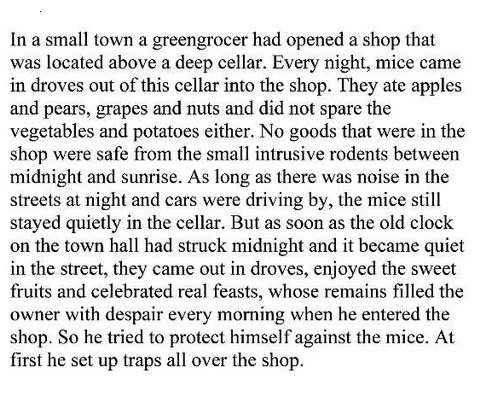 In a small town a greengrocer had opened a shop that
was located above a deep cellar. Every night, mice came
in droves out of this cellar into the shop. They ate apples
and pears, grapes and nuts and did not spare the
vegetables and potatoes either. No goods that were in the
shop were safe from the small intrusive rodents between
midnight and sunrise. As long as there was noise in the
streets at night and cars were driving by, the mice still
stayed quietly in the cellar. But as soon as the old clock
on the town hall had struck midnight and it became quiet
in the street, they came out in droves, enjoyed the sweet
fruits and celebrated real feasts, whose remains filled the
owner with despair every morning when he entered the
shop. So he tried to protect himself against the mice. At
first he set up traps all over the shop.